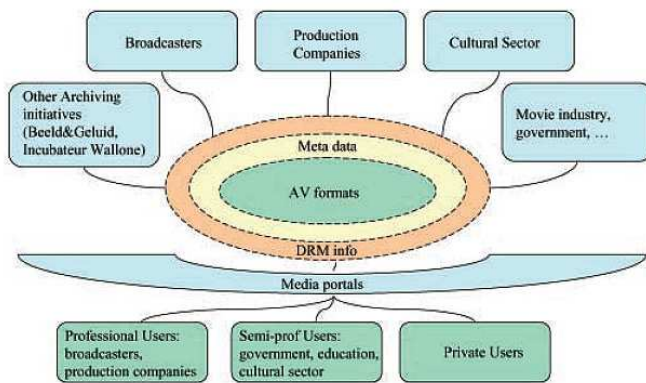 Broadcasters
Production
Companies
Cultural Sector
Other Archiving
initiatives
(Beeld&Geluid,
Incubateur Wallone)
Movie industry,
government, ...
Meta data
AV formats
DRM info
Media portals
Professional Users:
broadcasters,
production companies
Semi-prof Users:
government, education,
cultural sector
Private Users